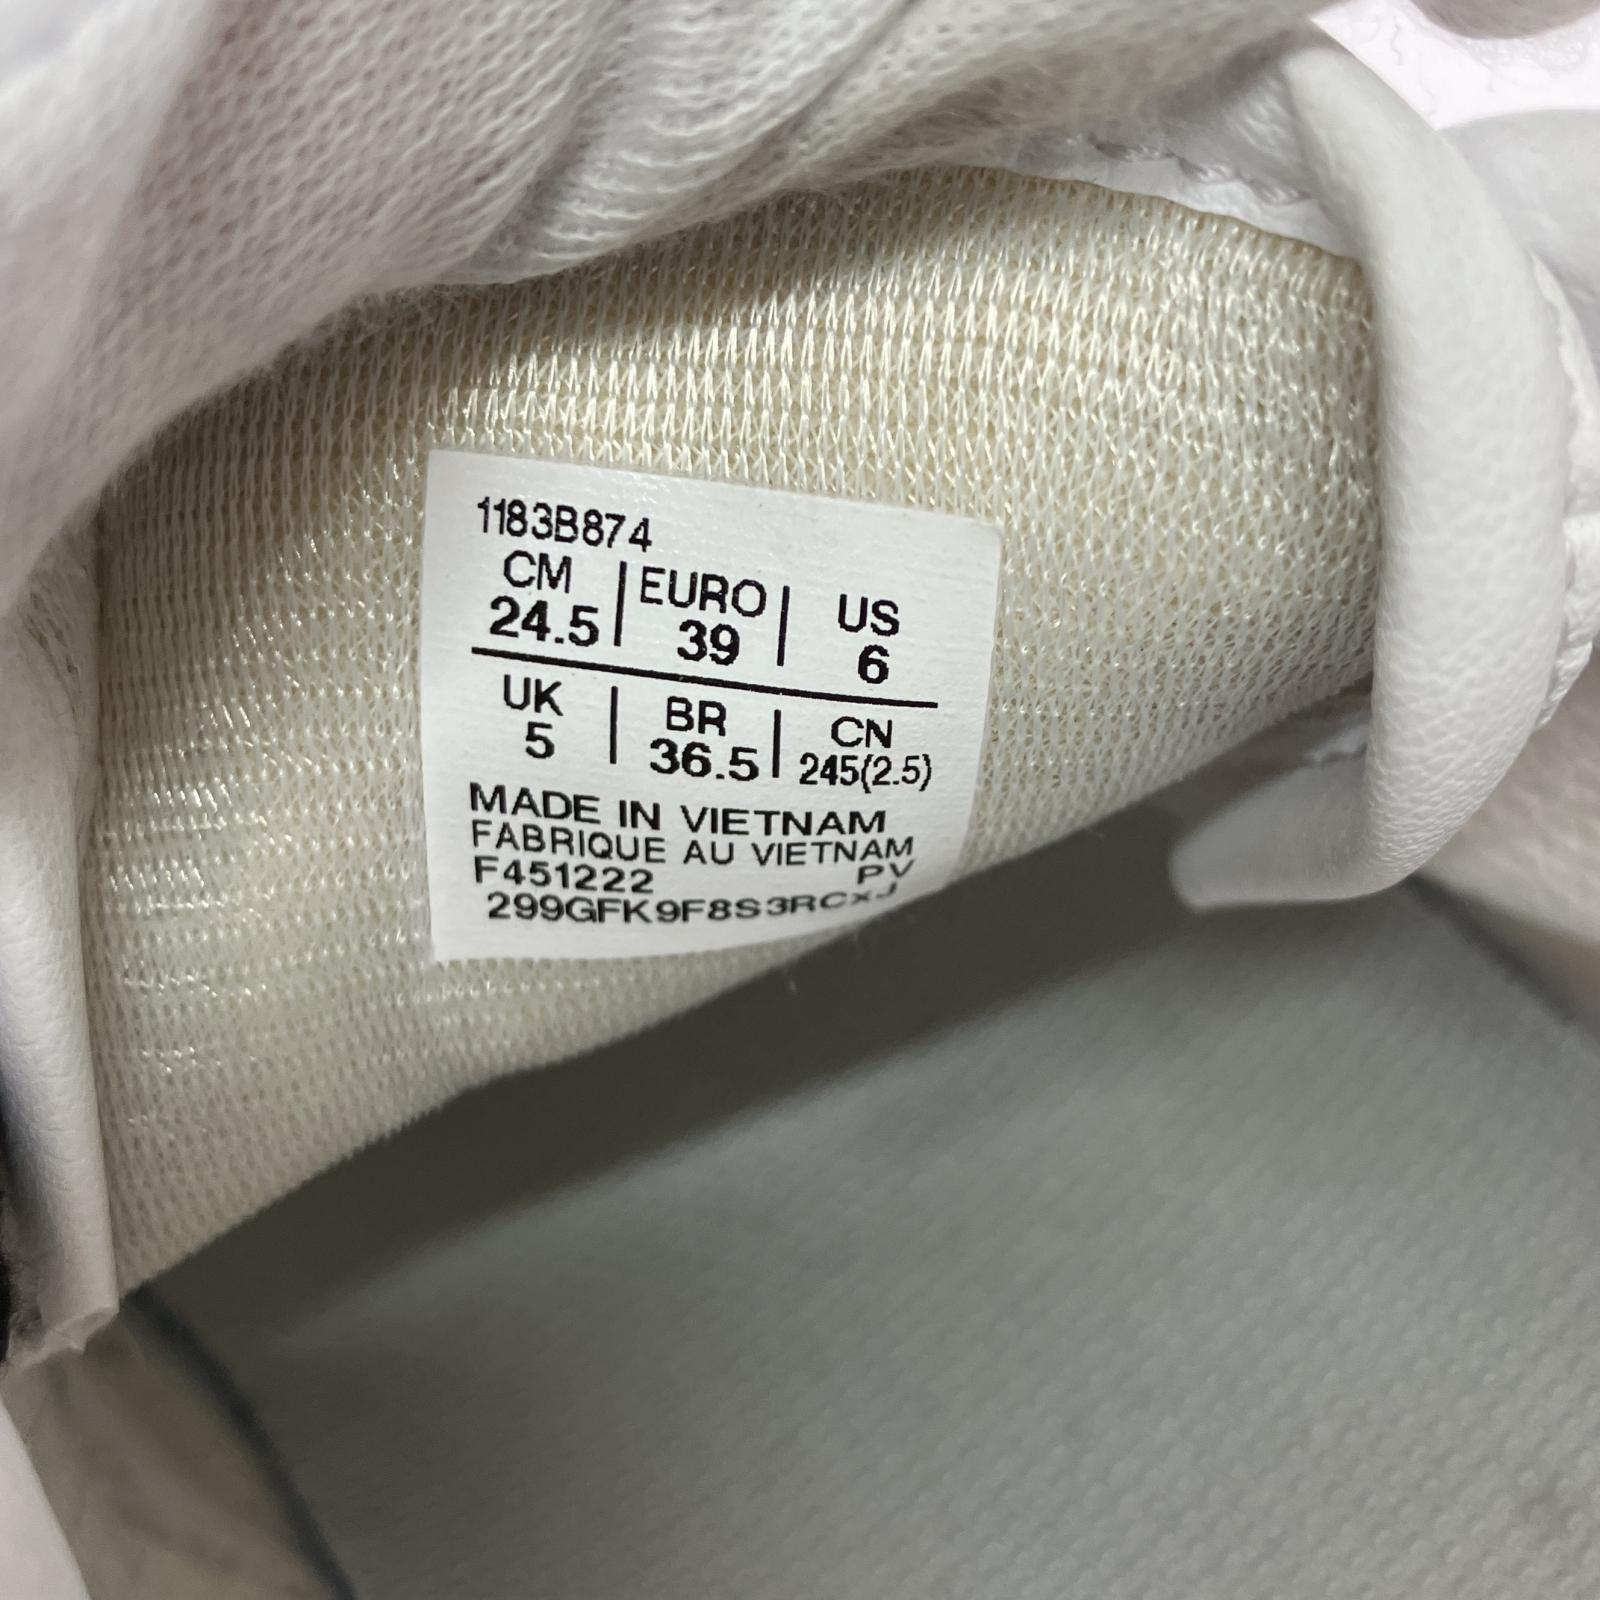 1183B874
CM | EURO | US
24.5 | 39 | 6
UK | BR | CN
5 | 36.5 | 245(2.5)
MADE IN VIETNAM
FABRIQUE AU VIETNAM
F451222 PV
299GFK9F8S3RCxJ